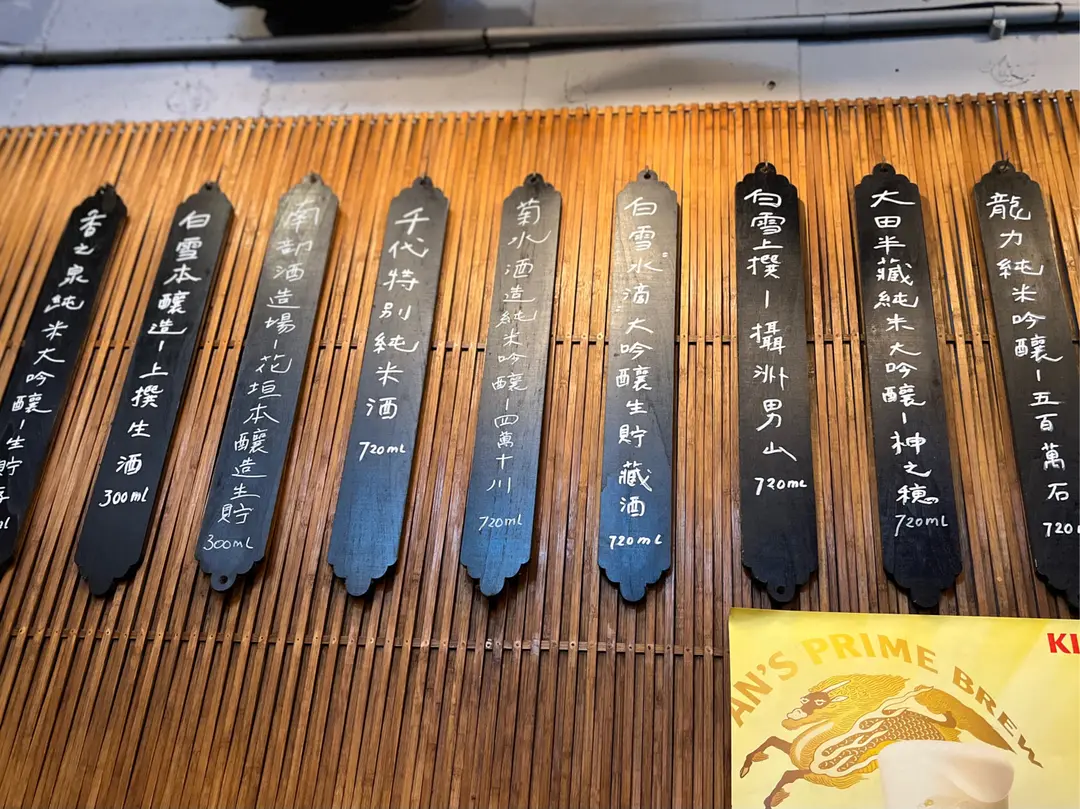 香之泉純米大吟釀-生貯存
白雪本釀造-上撰生酒
300ml
南部酒造場-花垣本釀造生貯
300ml
千代特別純米酒
720ml
菊水酒造純米吟釀-四萬十川
720ml
白雪水滴大吟釀生貯藏酒
720ml
白雪上撰-攝洲男山
720ml
大田半藏純米大吟釀-神之穗
720ml
龍力純米吟釀-五百萬石
AN'S PRIME BREW
KI